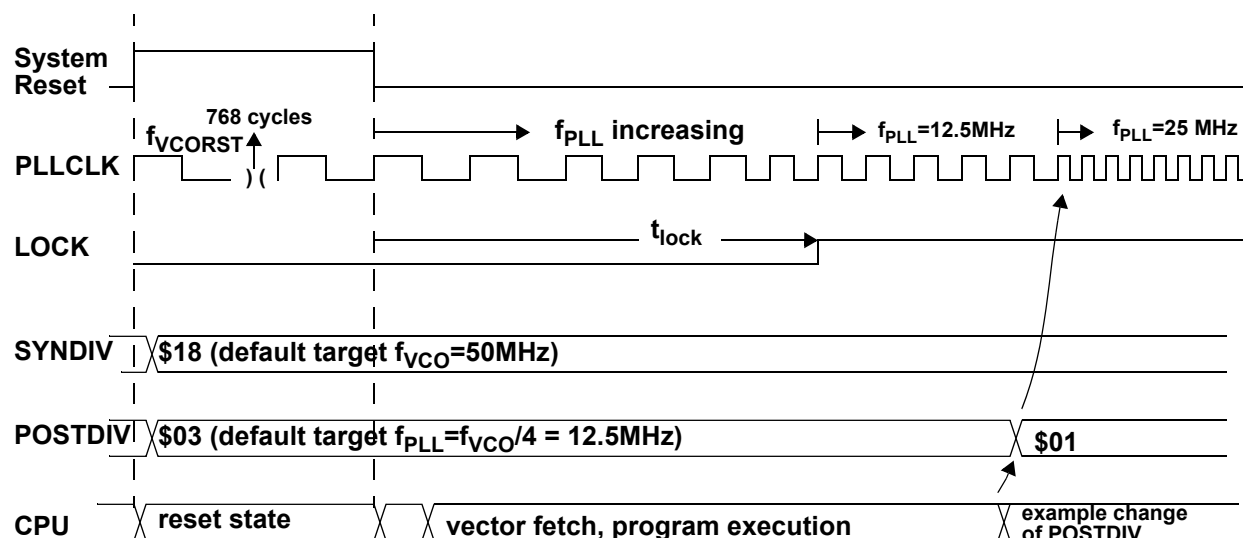 System
Reset
768 cycles
fVCORST
fPLL increasing
fPLL=12.5MHz
fPLL=25 MHz
PLLCLK
) (
LOCK
tlock
SYNDIV
$18 (default target fVCO=50MHz)
POSTDIV
$03 (default target fPLL=fVCO/4 = 12.5MHz)
$01
CPU
reset state
vector fetch, program execution
example change
of POSTDIV